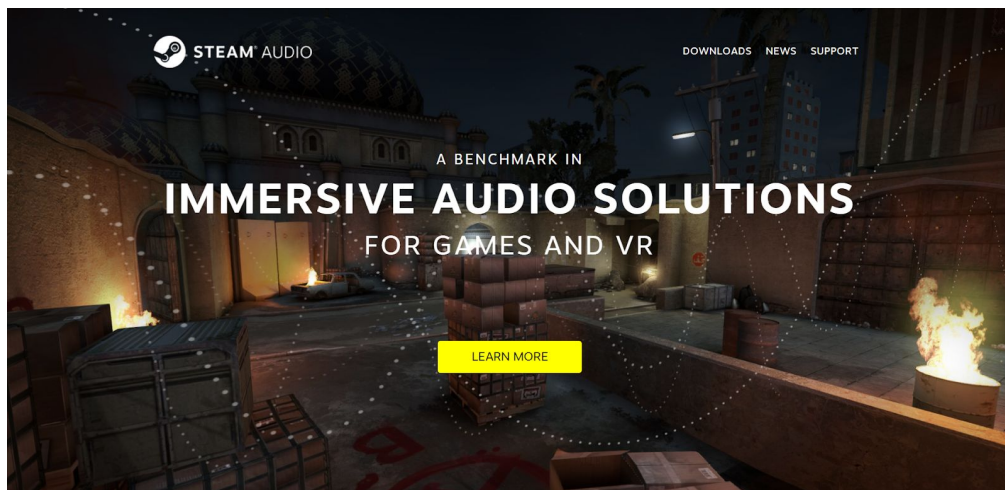 STEAM® AUDIO
DOWNLOADS NEWS SUPPORT
A BENCHMARK IN
IMMERSIVE AUDIO SOLUTIONS
FOR GAMES AND VR
LEARN MORE